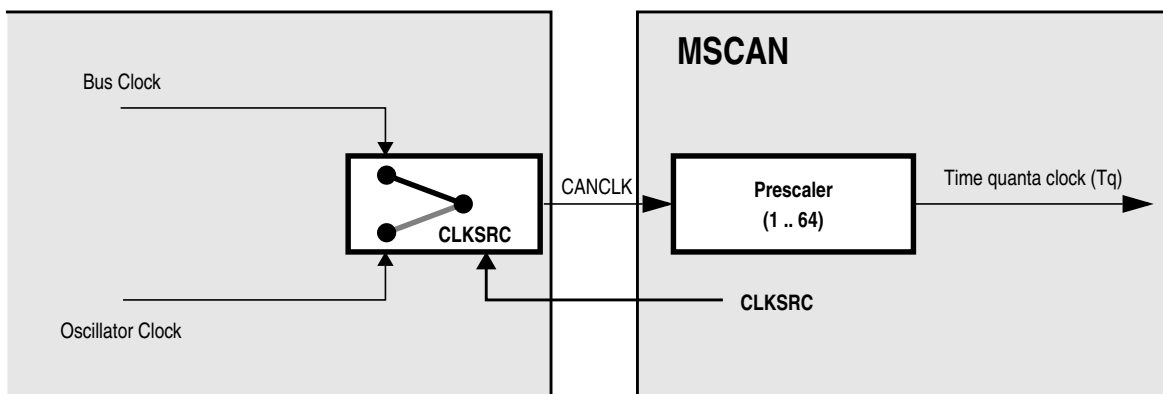 MSCAN
Bus Clock
CANCLK
Prescaler
(1 .. 64)
Time quanta clock (Tq)
CLKSRC
CLKSRC
Oscillator Clock